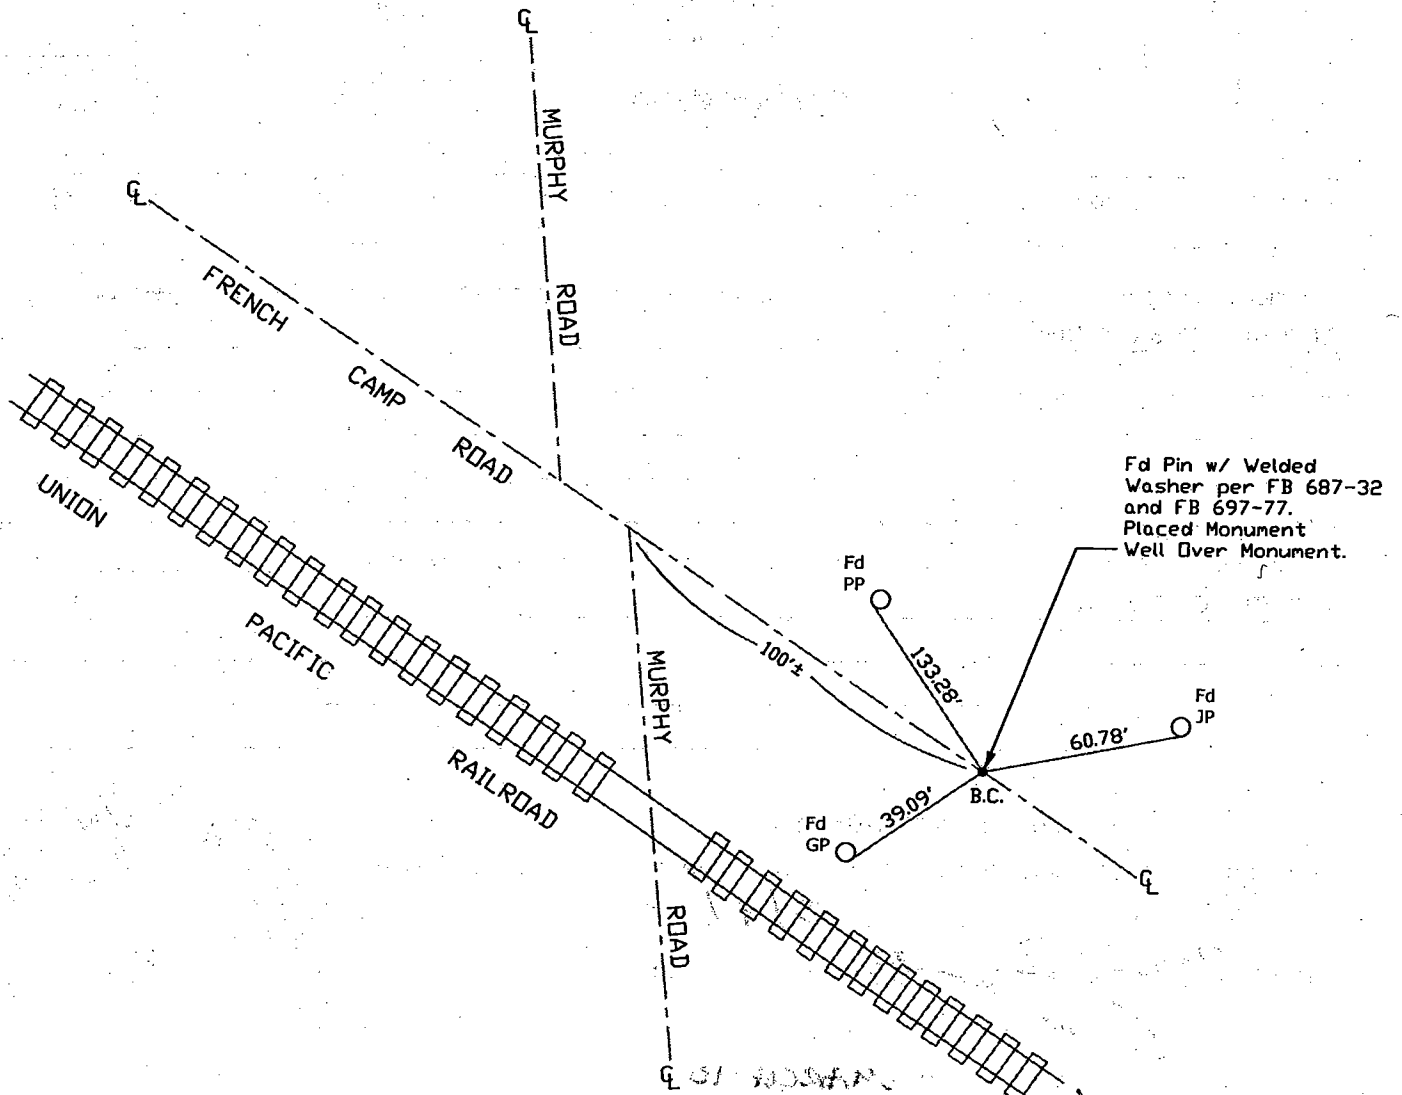 ℄
MURPHY
ROAD
℄
FRENCH
CAMP
ROAD
UNION
PACIFIC
RAILROAD
Fd Pin w/ Welded
Washer per FB 687-32
and FB 697-77.
Placed Monument
Well Over Monument.
Fd
PP
133.28'
100'±
Fd
JP
60.78'
B.C.
39.09'
Fd
GP
℄
MURPHY
ROAD
℄